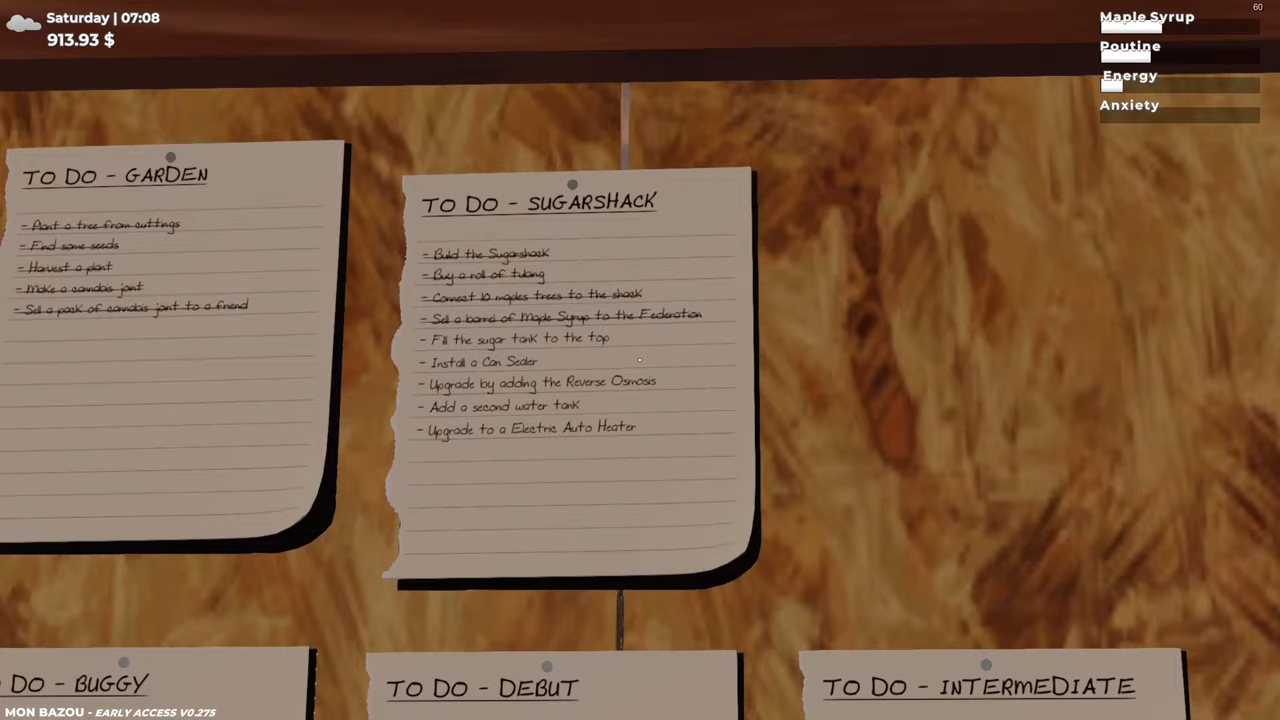 Saturday | 07:08
913.93 $
60
Maple Syrup
Poutine
Energy
Anxiety
TO DO - GARDEN
- Plant a tree from cuttings
- Find some seeds
- Harvest a plant
- Make a cannabis joint
- Sell a pack of cannabis joint to a friend
TO DO - SUGARSHACK
- Build the Sugarshack
- Buy a roll of tubing
- Connect 10 maples trees to the shack
- Sell a barrel of Maple Syrup to the Federation
- Fill the sugar tank to the top
- Install a Can Sealer
- Upgrade by adding the Reverse Osmosis
- Add a second water tank
- Upgrade to a Electric Auto Heater
DO - BUGGY
TO DO - DEBUT
TO DO - INTERMEDIATE
MON BAZOU - EARLY ACCESS V0.275